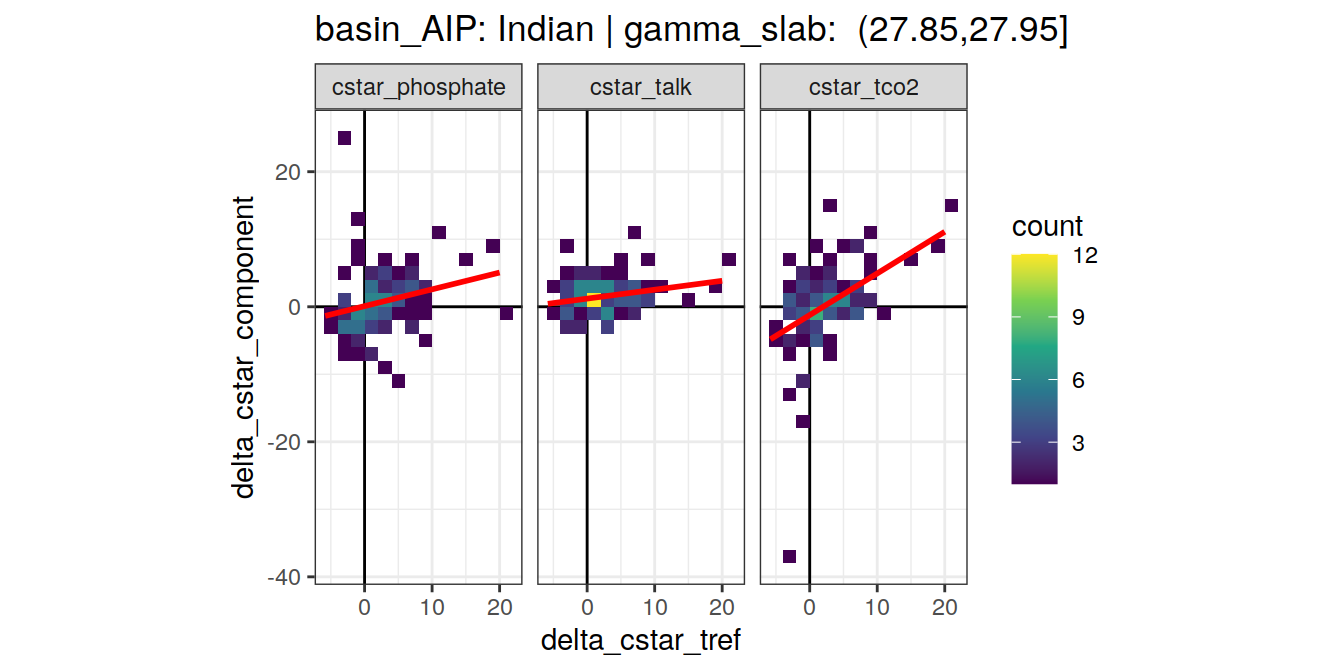 basin_AIP: Indian | gamma_slab:  (27.85,27.95]
cstar_phosphate
cstar_talk
cstar_tco2
delta_cstar_component
20
0
-20
-40
0
10
20
0
10
20
0
10
20
delta_cstar_tref
count
12
9
6
3